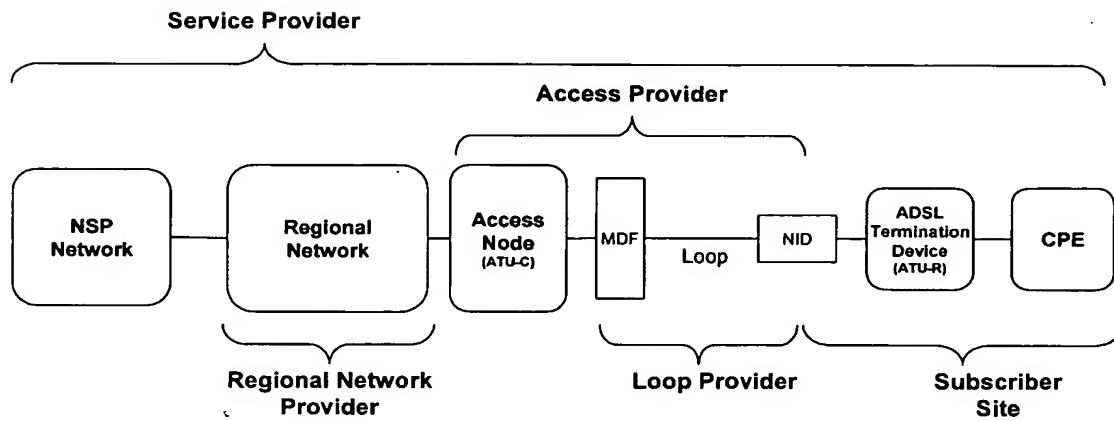 Service Provider
Access Provider
NSP
Network
Regional
Network
Access
Node
(ATU-C)
MDF
Loop
NID
ADSL
Termination
Device
(ATU-R)
CPE
Regional Network
Provider
Loop Provider
Subscriber
Site